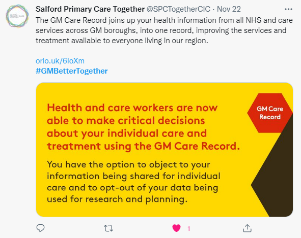 Salford Primary Care Together @SPCTogetherCIC · Nov 22
The GM Care Record joins up your health information from all NHS and care
services across GM boroughs, into one record, improving the services and
treatment available to everyone living in our region.
orlo.uk/6IoXm
#GMBetterTogether
Health and care workers are now
able to make critical decisions
about your individual care and
treatment using the GM Care Record.
GM Care
Record
You have the option to object to your
information being shared for individual
care and to opt-out of your data being
used for research and planning.
1